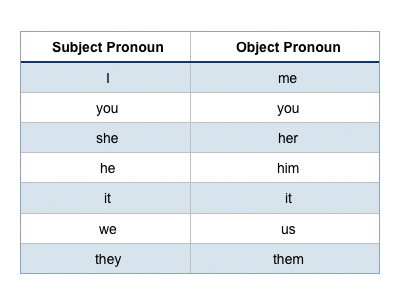 Subject Pronoun Object Pronoun
I me
you you
she her
he him
it it
we us
they them